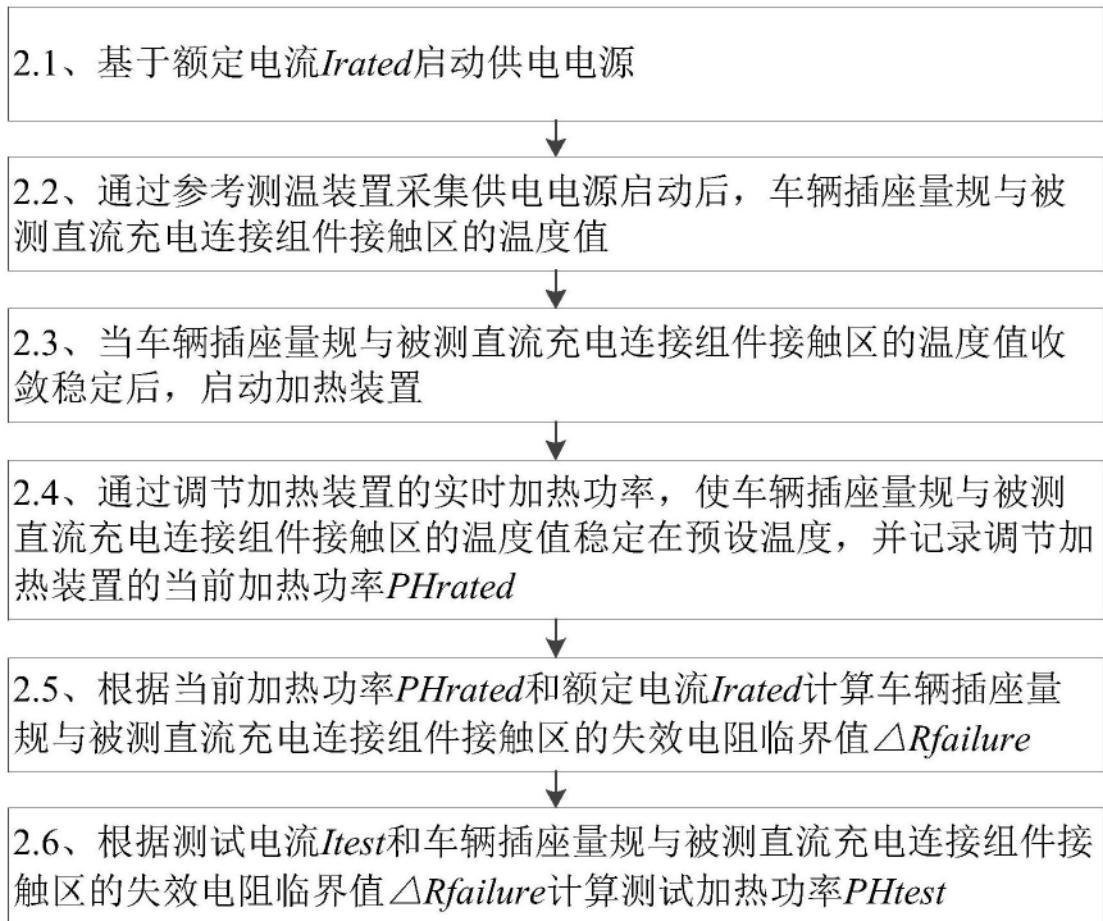 2.1、基于额定电流Irated启动供电电源
2.2、通过参考测温装置采集供电电源启动后，车辆插座量规与被
测直流充电连接组件接触区的温度值
2.3、当车辆插座量规与被测直流充电连接组件接触区的温度值收
敛稳定后，启动加热装置
2.4、通过调节加热装置的实时加热功率，使车辆插座量规与被测
直流充电连接组件接触区的温度值稳定在预设温度，并记录调节加
热装置的当前加热功率PHrated
2.5、根据当前加热功率PHrated和额定电流Irated计算车辆插座量
规与被测直流充电连接组件接触区的失效电阻临界值△Rfailure
2.6、根据测试电流Itest和车辆插座量规与被测直流充电连接组件接
触区的失效电阻临界值△Rfailure计算测试加热功率PHtest